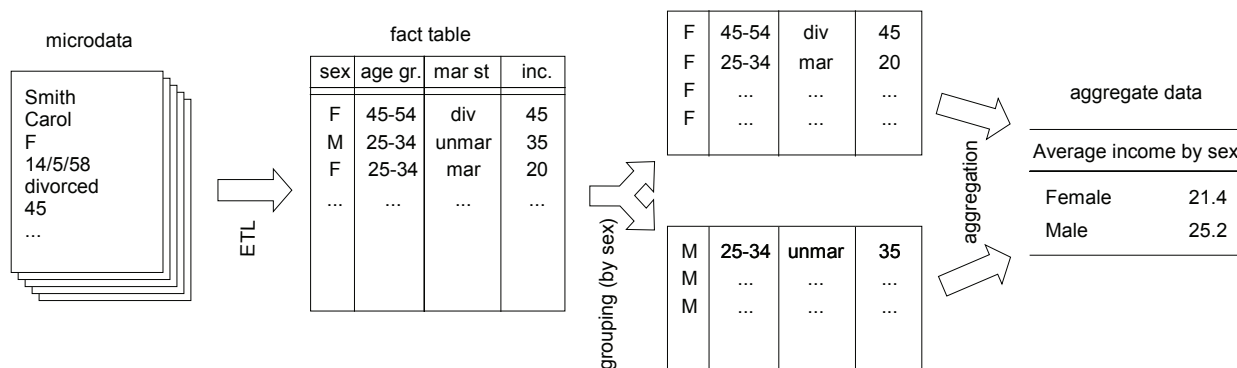 microdata
Smith
Carol
F
14/5/58
divorced
45
...
ETL
fact table
sex age gr. mar st inc.
F 45-54 div 45
M 25-34 unmar 35
F 25-34 mar 20
... ... ... ...
grouping (by sex)
F 45-54 div 45
F 25-34 mar 20
F ... ... ...
F ... ... ...
M 25-34 unmar 35
M ... ... ...
M ... ... ...
aggregation
aggregate data
Average income by sex
Female 21.4
Male 25.2